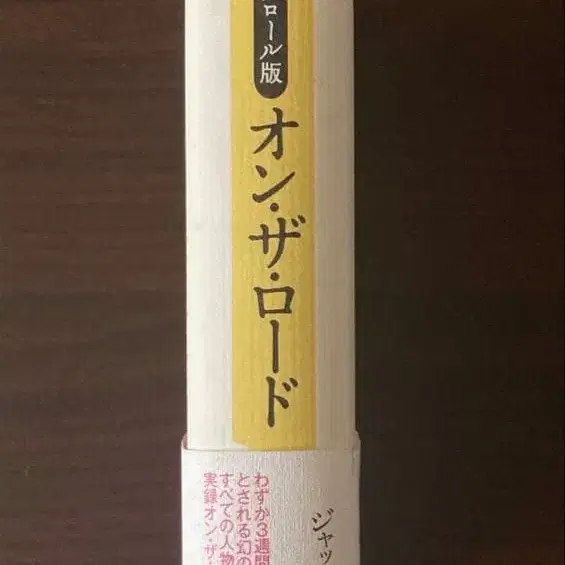 ロール版
オン・ザ・ロード
わずか3週間
とされる幻の
すべての人物
実録オン・ザ・
ジャッ